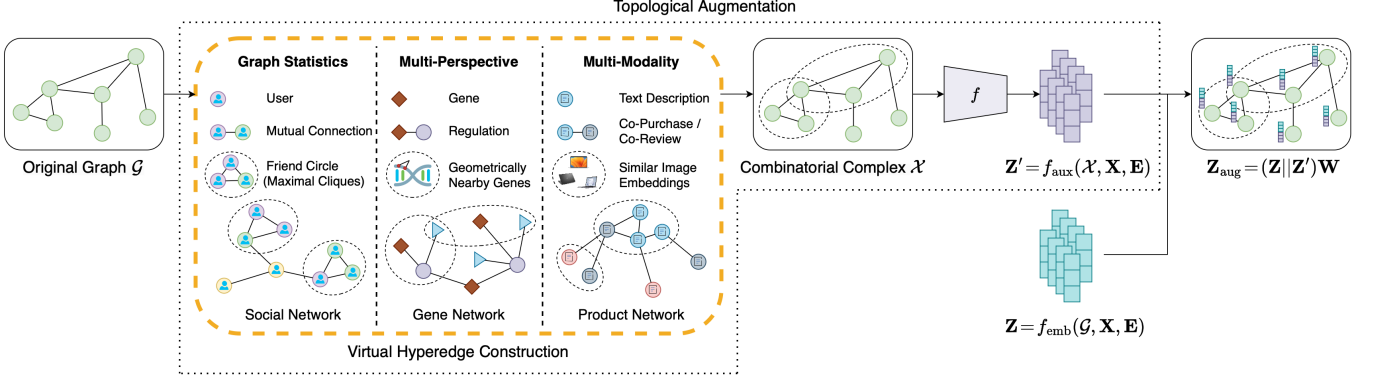 Topological Augmentation
Original Graph 𝒢
Graph Statistics
User
Mutual Connection
Friend Circle
(Maximal Cliques)
Social Network
Multi-Perspective
Gene
Regulation
Geometrically
Nearby Genes
Gene Network
Multi-Modality
Text Description
Co-Purchase /
Co-Review
Similar Image
Embeddings
Product Network
Virtual Hyperedge Construction
Combinatorial Complex 𝒳
f
Z′ = f_aux(𝒳, X, E)
Z = f_emb(𝒢, X, E)
Z_aug = (Z||Z′)W